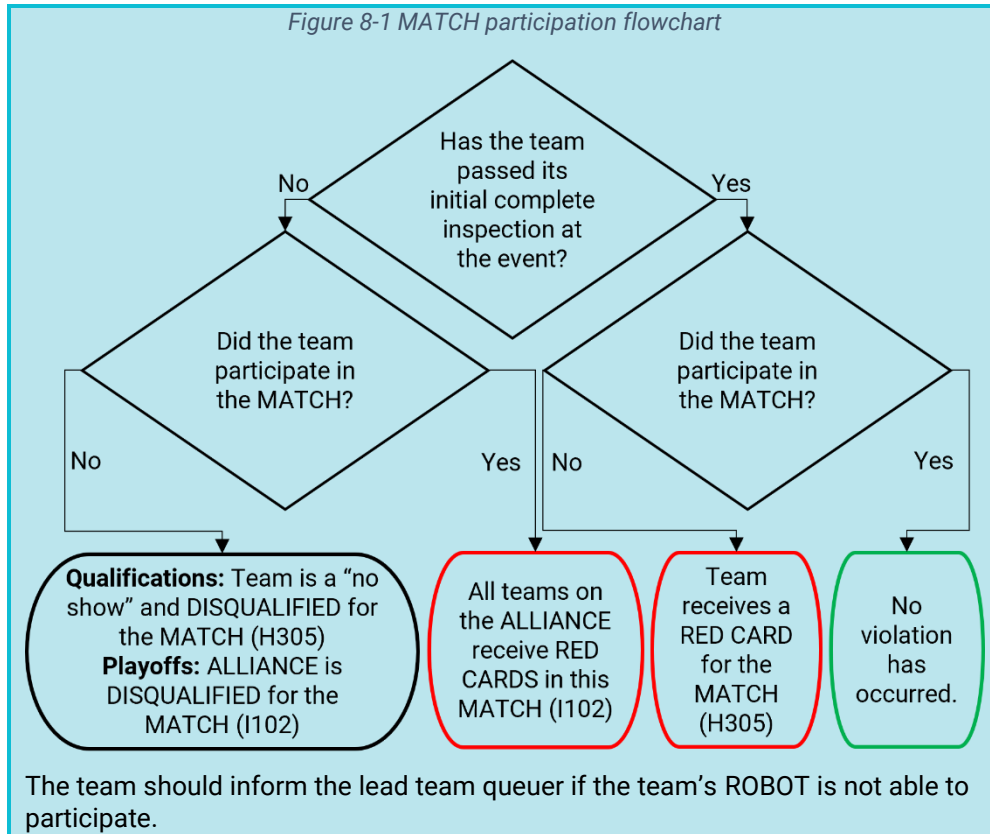 Figure 8-1 MATCH participation flowchart
Has the team
passed its
initial complete
inspection at
the event?
No
Yes
Did the team
participate in
the MATCH?
Did the team
participate in
the MATCH?
No
Yes
No
Yes
Qualifications: Team is a “no
show” and DISQUALIFIED for
the MATCH (H305)
Playoffs: ALLIANCE is
DISQUALIFIED for the
MATCH (I102)
All teams on
the ALLIANCE
receive RED
CARDS in this
MATCH (I102)
Team
receives a
RED CARD
for the
MATCH
(H305)
No
violation
has
occurred.
The team should inform the lead team queuer if the team’s ROBOT is not able to
participate.